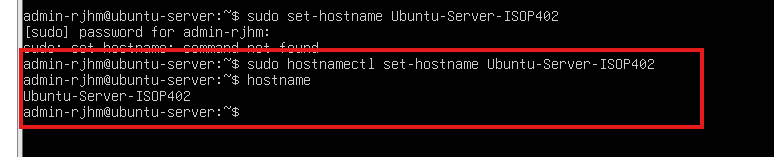 admin-rjhm@ubuntu-server:~$ sudo set-hostname Ubuntu-Server-ISOP402
[sudo] password for admin-rjhm:
sudo: set-hostname: command not found
admin-rjhm@ubuntu-server:~$ sudo hostnamectl set-hostname Ubuntu-Server-ISOP402
admin-rjhm@ubuntu-server:~$ hostname
Ubuntu-Server-ISOP402
admin-rjhm@ubuntu-server:~$